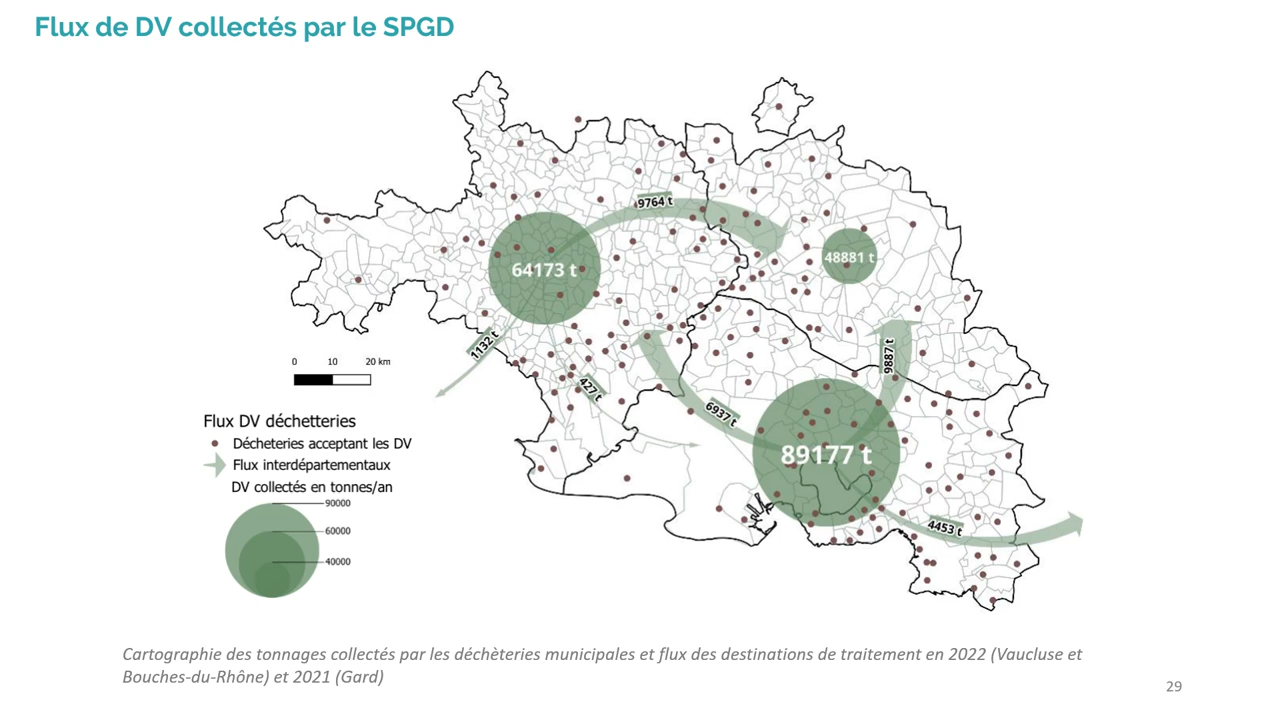 Flux de DV collectés par le SPGD
9764 t
64173 t
48881 t
1132 t
9887 t
427 t
6937 t
89177 t
4453 t
0 10 20 km
Flux DV déchetteries
Décheteries acceptant les DV
Flux interdépartementaux
DV collectés en tonnes/an
90000
60000
40000
Cartographie des tonnages collectés par les déchèteries municipales et flux des destinations de traitement en 2022 (Vaucluse et
Bouches-du-Rhône) et 2021 (Gard)
29